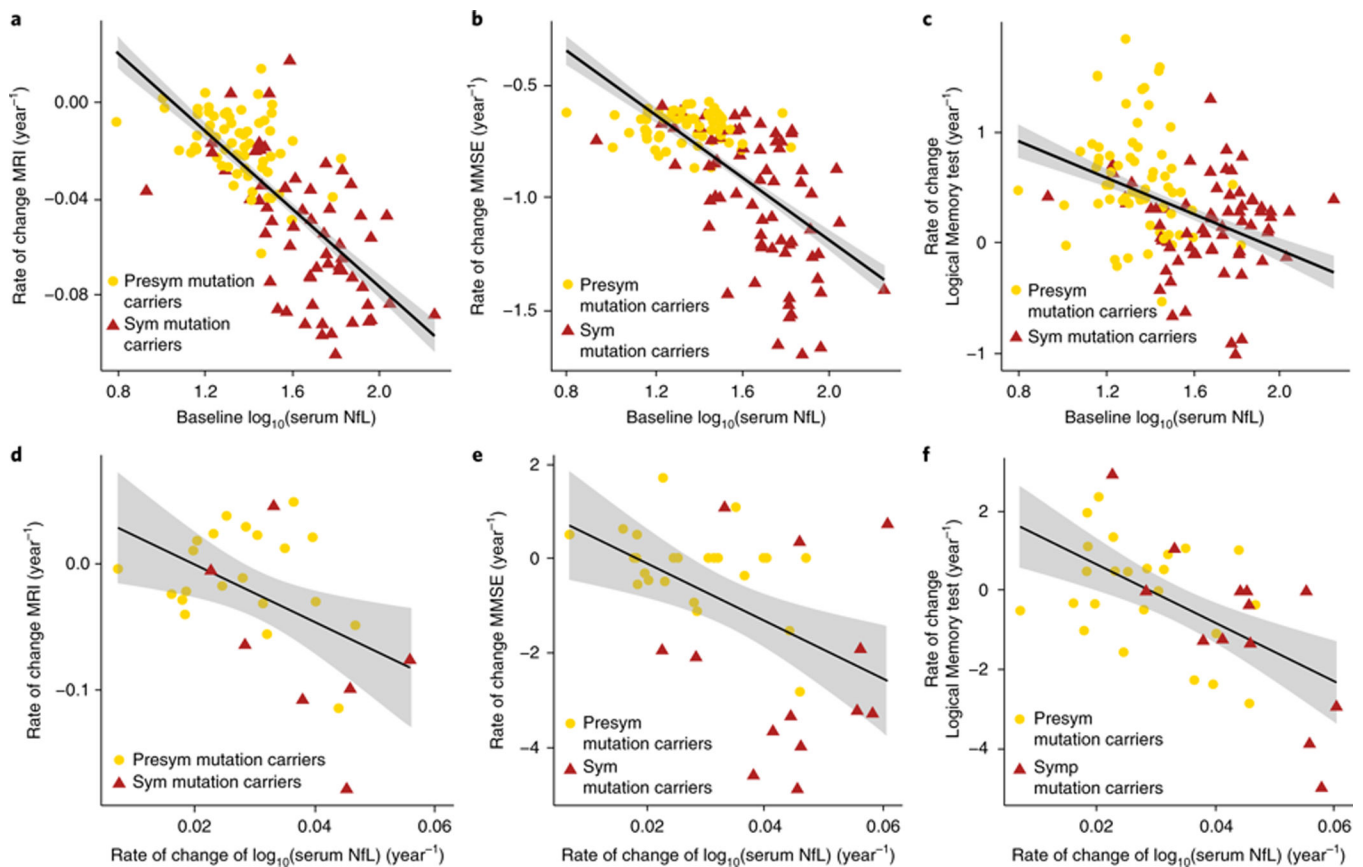 a
Rate of change MRI (year⁻¹)
0.00
−0.04
−0.08
Presym mutation
carriers
Sym mutation
carriers
0.8
1.2
1.6
2.0
Baseline log₁₀(serum NfL)
b
Rate of change MMSE (year⁻¹)
−0.5
−1.0
−1.5
Presym
mutation carriers
Sym
mutation carriers
0.8
1.2
1.6
2.0
Baseline log₁₀(serum NfL)
c
Rate of change
Logical Memory test (year⁻¹)
1
0
−1
Presym
mutation carriers
Sym mutation carriers
0.8
1.2
1.6
2.0
Baseline log₁₀(serum NfL)
d
Rate of change MRI (year⁻¹)
0.0
−0.1
Presym mutation carriers
Sym mutation carriers
0.02
0.04
0.06
Rate of change of log₁₀(serum NfL) (year⁻¹)
e
Rate of change MMSE (year⁻¹)
2
0
−2
−4
Presym
mutation carriers
Sym
mutation carriers
0.02
0.04
0.06
Rate of change of log₁₀(serum NfL) (year⁻¹)
f
Rate of change
Logical Memory test (year⁻¹)
2
0
−2
−4
Presym
mutation carriers
Symp
mutation carriers
0.02
0.04
0.06
Rate of change of log₁₀(serum NfL) (year⁻¹)